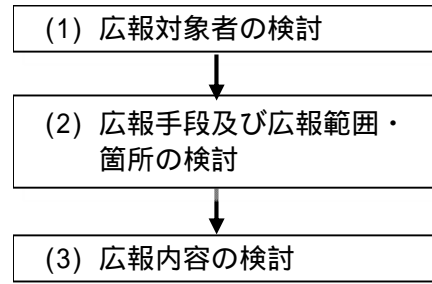 (1) 広報対象者の検討
(2) 広報手段及び広報範囲・
箇所の検討
(3) 広報内容の検討